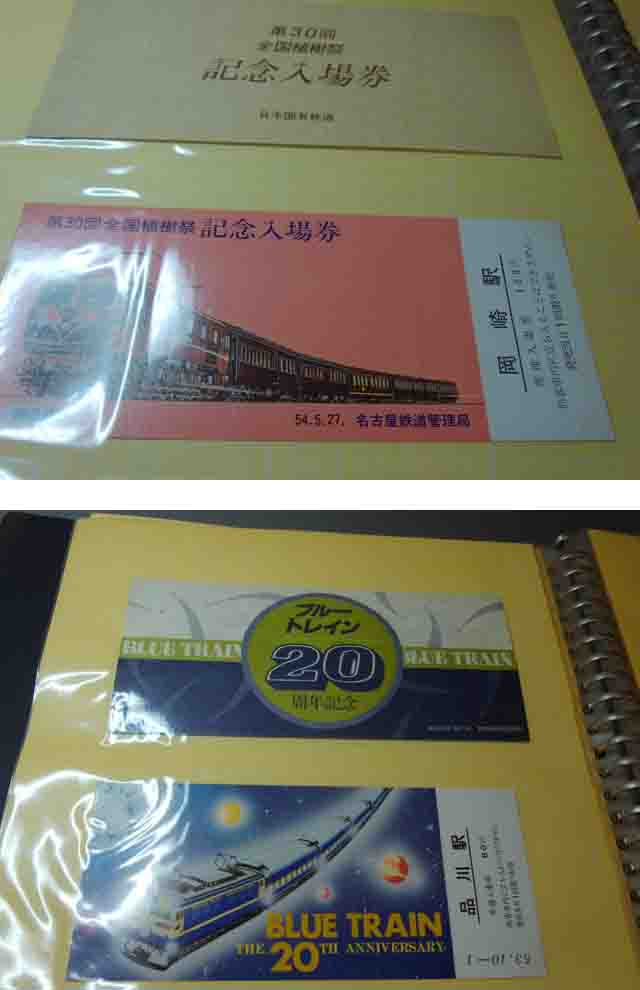 第30回
全国植樹祭
記念入場券
日本国有鉄道
第30回全国植樹祭 記念入場券
54.5.27. 名古屋鉄道管理局
岡崎駅
普通入場券
ブルー
トレイン
BLUE TRAIN
20
BLUE TRAIN
周年記念
BLUE TRAIN
THE 20TH ANNIVERSARY
品川駅
53.10.-1